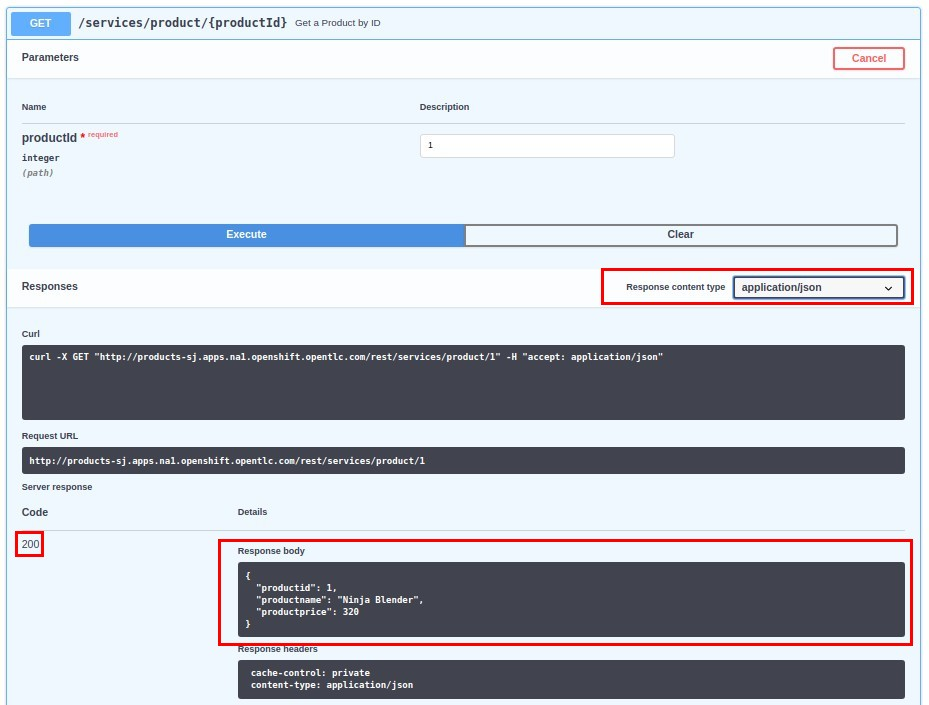 GET /services/product/{productId} Get a Product by ID
Parameters
Cancel
Name Description
productId * required
1
integer
(path)
Execute Clear
Responses Response content type application/json
Curl
curl -X GET "http://products-sj.apps.na1.openshift.opentlc.com/rest/services/product/1" -H "accept: application/json"
Request URL
http://products-sj.apps.na1.openshift.opentlc.com/rest/services/product/1
Server response
Code Details
200
Response body
{
"productid": 1,
"productname": "Ninja Blender",
"productprice": 320
}
Response headers
cache-control: private
content-type: application/json